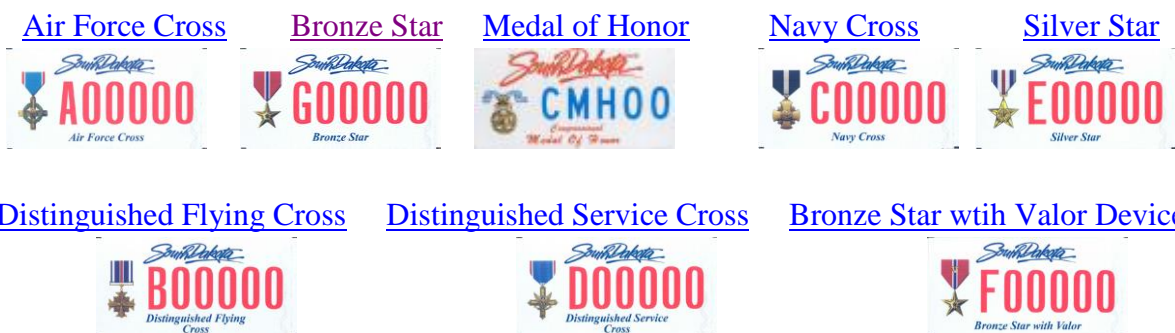 Air Force Cross Bronze Star Medal of Honor Navy Cross Silver Star
South Dakota South Dakota South Dakota South Dakota South Dakota
A00000 G00000 CMH00 C00000 E00000
Air Force Cross Bronze Star Congressional Navy Cross Silver Star
Medal Of Honor
Distinguished Flying Cross Distinguished Service Cross Bronze Star wtih Valor Device
South Dakota South Dakota South Dakota
B00000 D00000 F00000
Distinguished Flying Distinguished Service Bronze Star with Valor
Cross Cross